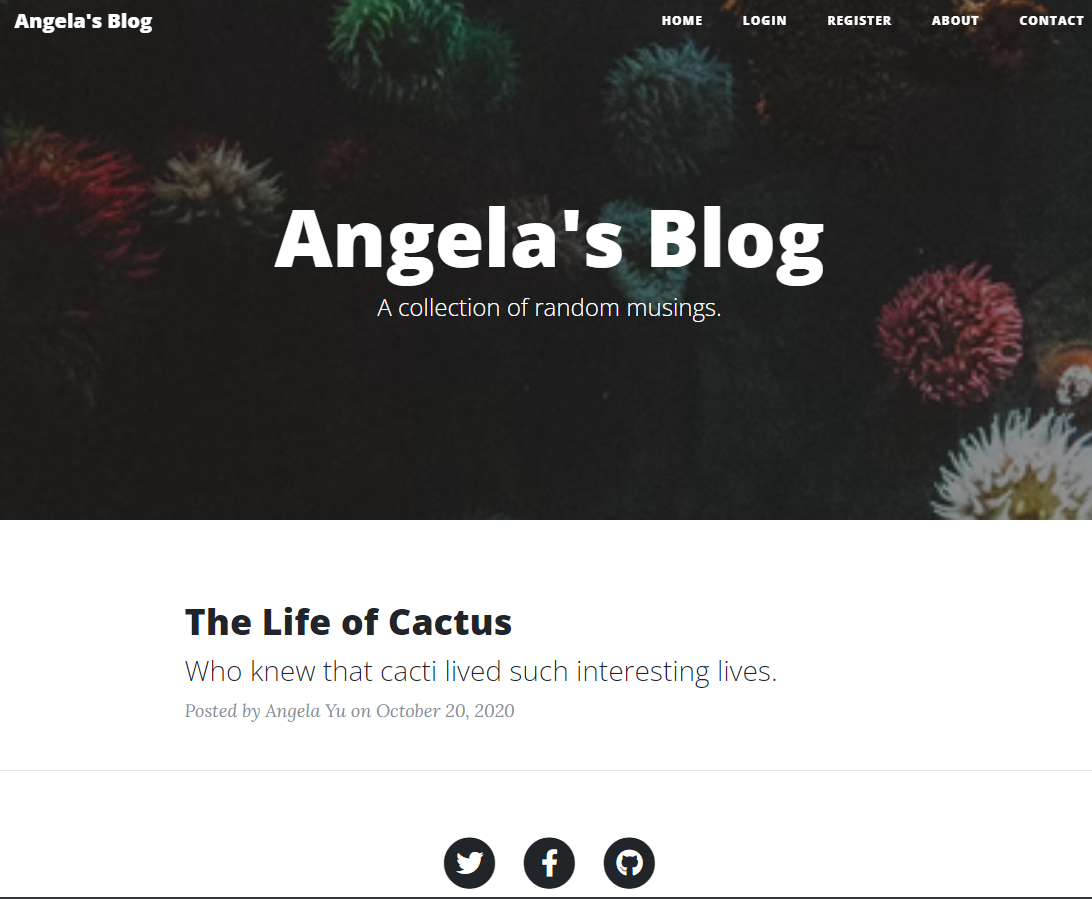 Angela's Blog
HOME LOGIN REGISTER ABOUT CONTACT
Angela's Blog
A collection of random musings.
The Life of Cactus
Who knew that cacti lived such interesting lives.
Posted by Angela Yu on October 20, 2020